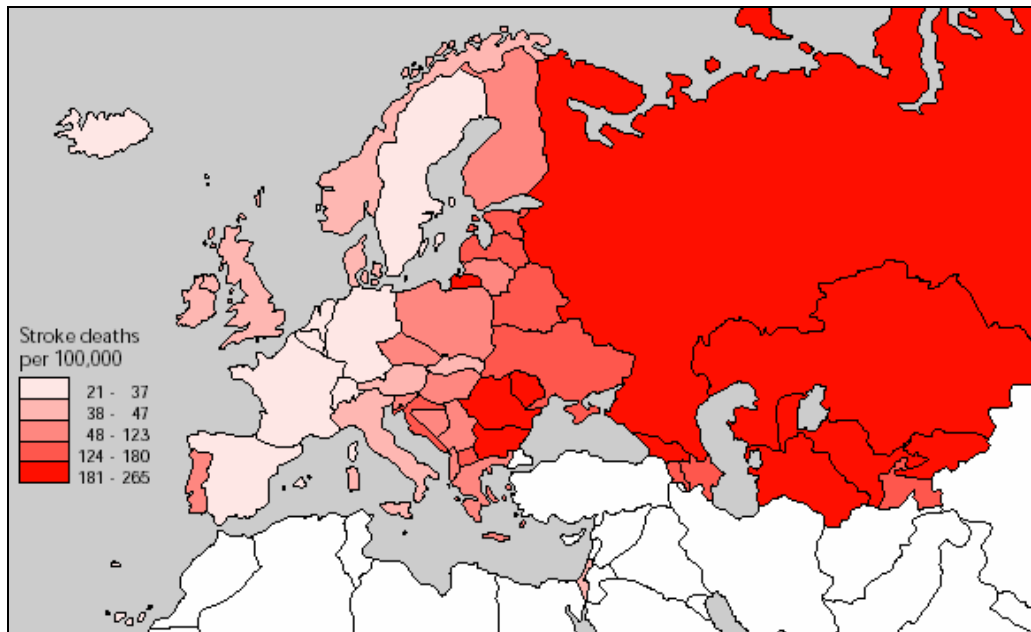 Stroke deaths
per 100,000
21 - 37
38 - 47
48 - 123
124 - 180
181 - 265